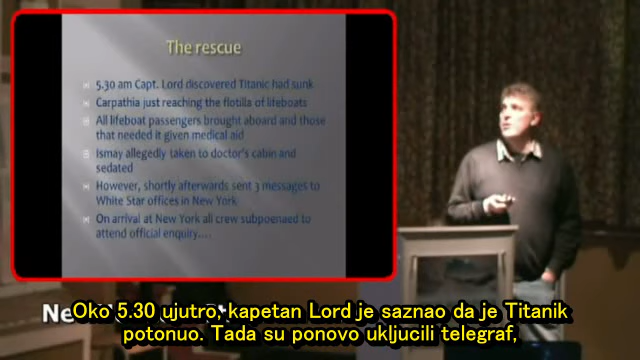 The rescue
5.30 am Capt. Lord discovered Titanic had sunk
Carpathia just reaching the flotilla of lifeboats
All lifeboat passengers brought aboard and those
that needed it given medical aid
Ismay allegedly taken to doctor's cabin and
sedated
However, shortly afterwards sent 3 messages to
White Star offices in New York
On arrival at New York all crew subpoenaed to
attend official enquiry....
Oko 5.30 ujutro, kapetan Lord je saznao da je Titanik
potonuo. Tada su ponovo ukljucili telegraf,